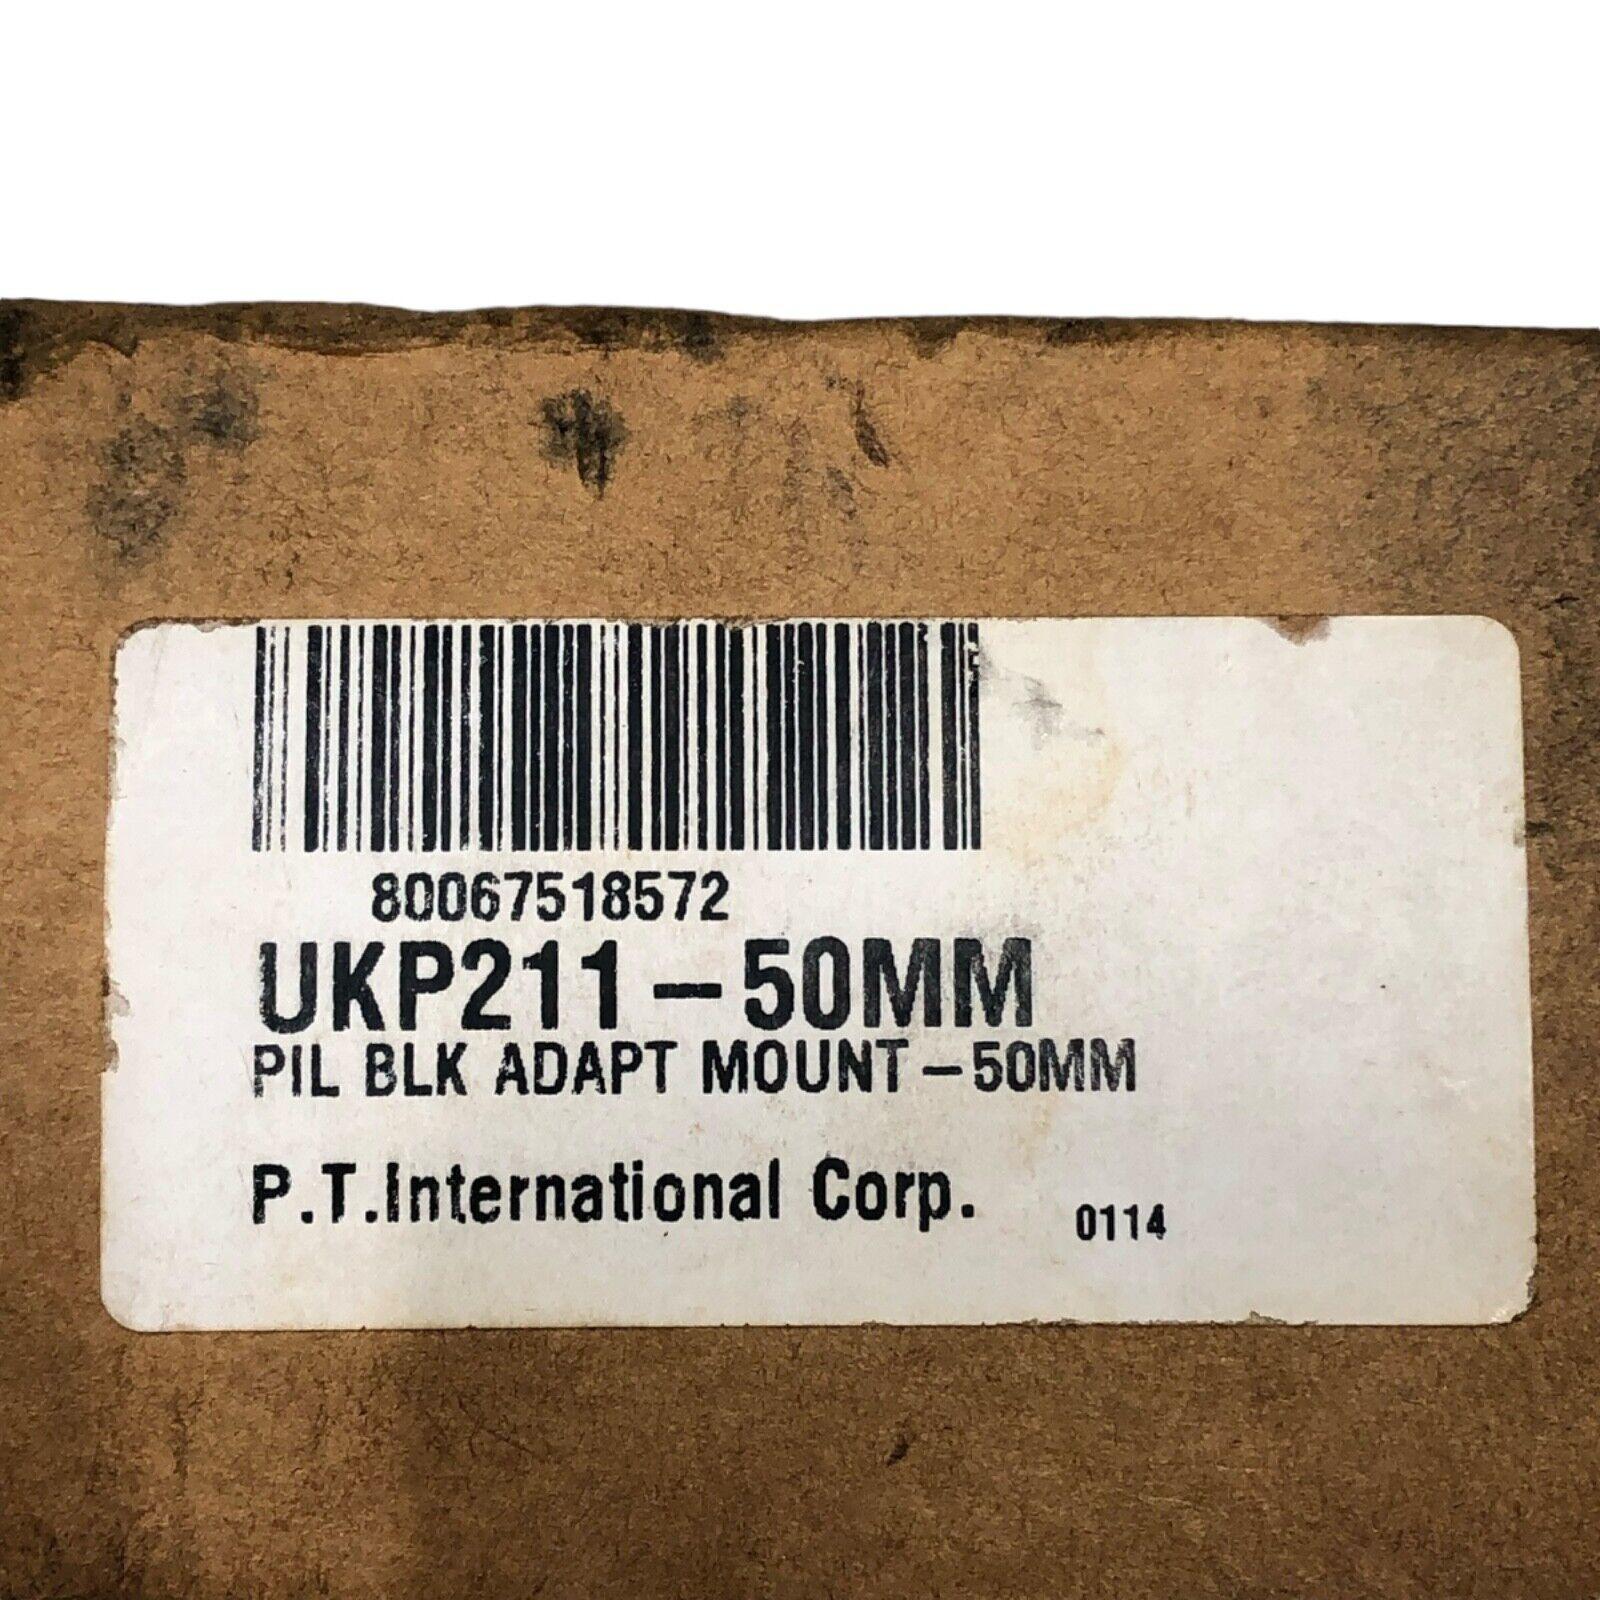 80067518572
UKP211-50MM
PIL BLK ADAPT MOUNT-50MM
P.T.International Corp. 0114